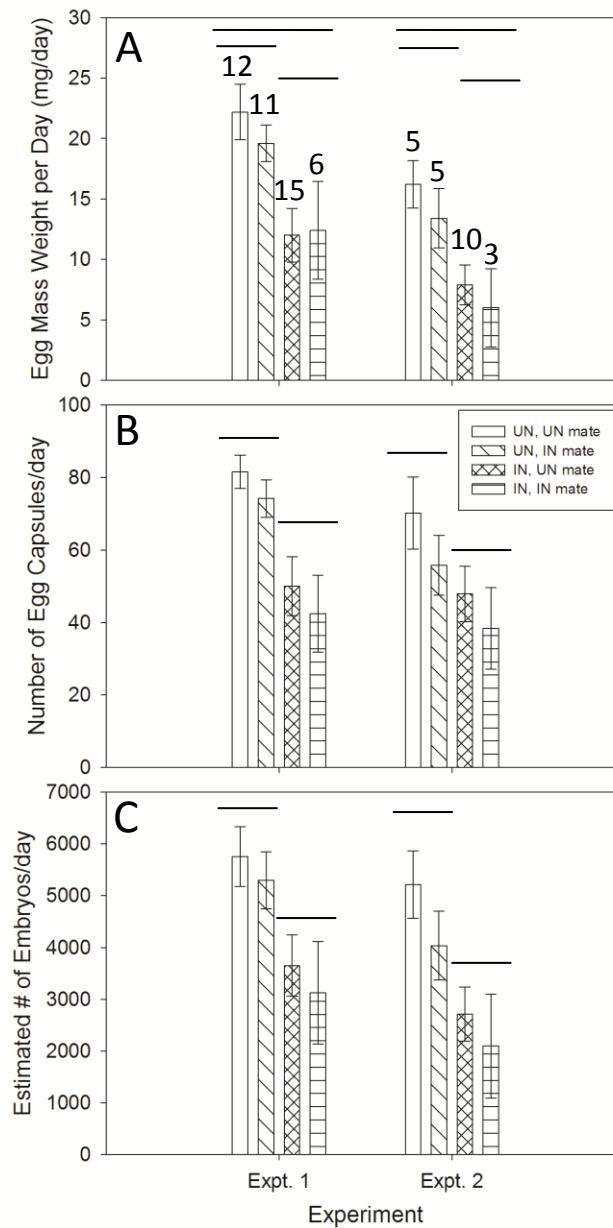 A
Egg Mass Weight per Day (mg/day)
30
25
20
15
10
5
0
12
11
15
6
5
5
10
3
B
Number of Egg Capsules/day
100
80
60
40
20
0
UN, UN mate
UN, IN mate
IN, UN mate
IN, IN mate
C
Estimated # of Embryos/day
7000
6000
5000
4000
3000
2000
1000
0
Expt. 1
Expt. 2
Experiment